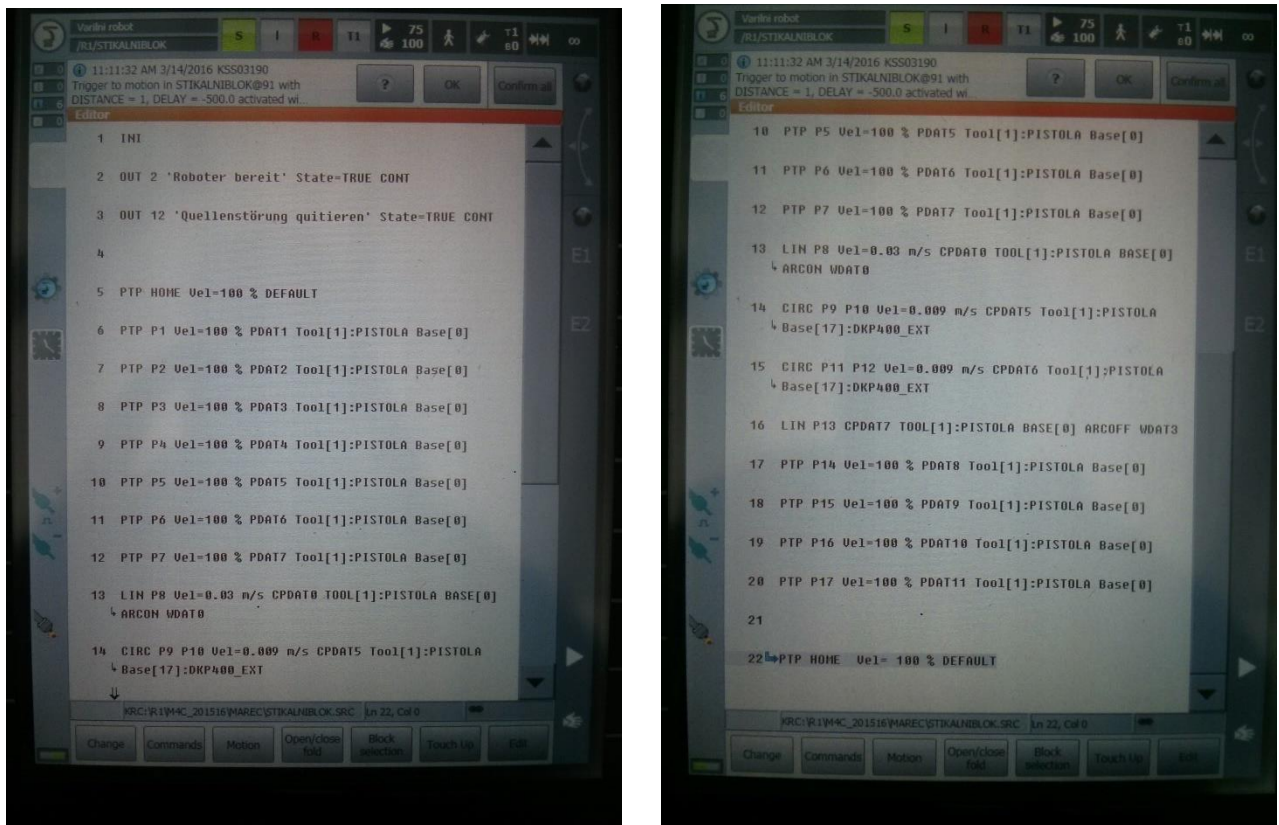 Varilni robot
/R1/STIKALNIBLOK
S I R T1 75 100 T1 B0 ∞
11:11:32 AM 3/14/2016 KSS03190
Trigger to motion in STIKALNIBLOK@91 with
DISTANCE = 1, DELAY = -500.0 activated wi...
? OK Confirm all
Editor
1 INI
2 OUT 2 'Roboter bereit' State=TRUE CONT
3 OUT 12 'Quellenstörung quitieren' State=TRUE CONT
4
5 PTP HOME Vel=100 % DEFAULT
6 PTP P1 Vel=100 % PDAT1 Tool[1]:PISTOLA Base[0]
7 PTP P2 Vel=100 % PDAT2 Tool[1]:PISTOLA Base[0]
8 PTP P3 Vel=100 % PDAT3 Tool[1]:PISTOLA Base[0]
9 PTP P4 Vel=100 % PDAT4 Tool[1]:PISTOLA Base[0]
10 PTP P5 Vel=100 % PDAT5 Tool[1]:PISTOLA Base[0]
11 PTP P6 Vel=100 % PDAT6 Tool[1]:PISTOLA Base[0]
12 PTP P7 Vel=100 % PDAT7 Tool[1]:PISTOLA Base[0]
13 LIN P8 Vel=0.03 m/s CPDAT0 TOOL[1]:PISTOLA BASE[0]
ARCON WDAT0
14 CIRC P9 P10 Vel=0.009 m/s CPDAT5 Tool[1]:PISTOLA
Base[17]:DKP400_EXT
E1
E2
KRC:\R1\M4C_201516\MAREC\STIKALNIBLOK.SRC Ln 22, Col 0
Change Commands Motion Open/close fold Block selection Touch Up Edit
Varilni robot
/R1/STIKALNIBLOK
S I R T1 75 100 T1 B0 ∞
11:11:32 AM 3/14/2016 KSS03190
Trigger to motion in STIKALNIBLOK@91 with
DISTANCE = 1, DELAY = -500.0 activated wi...
? OK Confirm all
Editor
10 PTP P5 Vel=100 % PDAT5 Tool[1]:PISTOLA Base[0]
11 PTP P6 Vel=100 % PDAT6 Tool[1]:PISTOLA Base[0]
12 PTP P7 Vel=100 % PDAT7 Tool[1]:PISTOLA Base[0]
13 LIN P8 Vel=0.03 m/s CPDAT0 TOOL[1]:PISTOLA BASE[0]
ARCON WDAT0
14 CIRC P9 P10 Vel=0.009 m/s CPDAT5 Tool[1]:PISTOLA
Base[17]:DKP400_EXT
15 CIRC P11 P12 Vel=0.009 m/s CPDAT6 Tool[1]:PISTOLA
Base[17]:DKP400_EXT
16 LIN P13 CPDAT7 TOOL[1]:PISTOLA BASE[0] ARCOFF WDAT3
17 PTP P14 Vel=100 % PDAT8 Tool[1]:PISTOLA Base[0]
18 PTP P15 Vel=100 % PDAT9 Tool[1]:PISTOLA Base[0]
19 PTP P16 Vel=100 % PDAT10 Tool[1]:PISTOLA Base[0]
20 PTP P17 Vel=100 % PDAT11 Tool[1]:PISTOLA Base[0]
21
22 PTP HOME Vel= 100 % DEFAULT
E1
E2
KRC:\R1\M4C_201516\MAREC\STIKALNIBLOK.SRC Ln 22, Col 0
Change Commands Motion Open/close fold Block selection Touch Up Edit